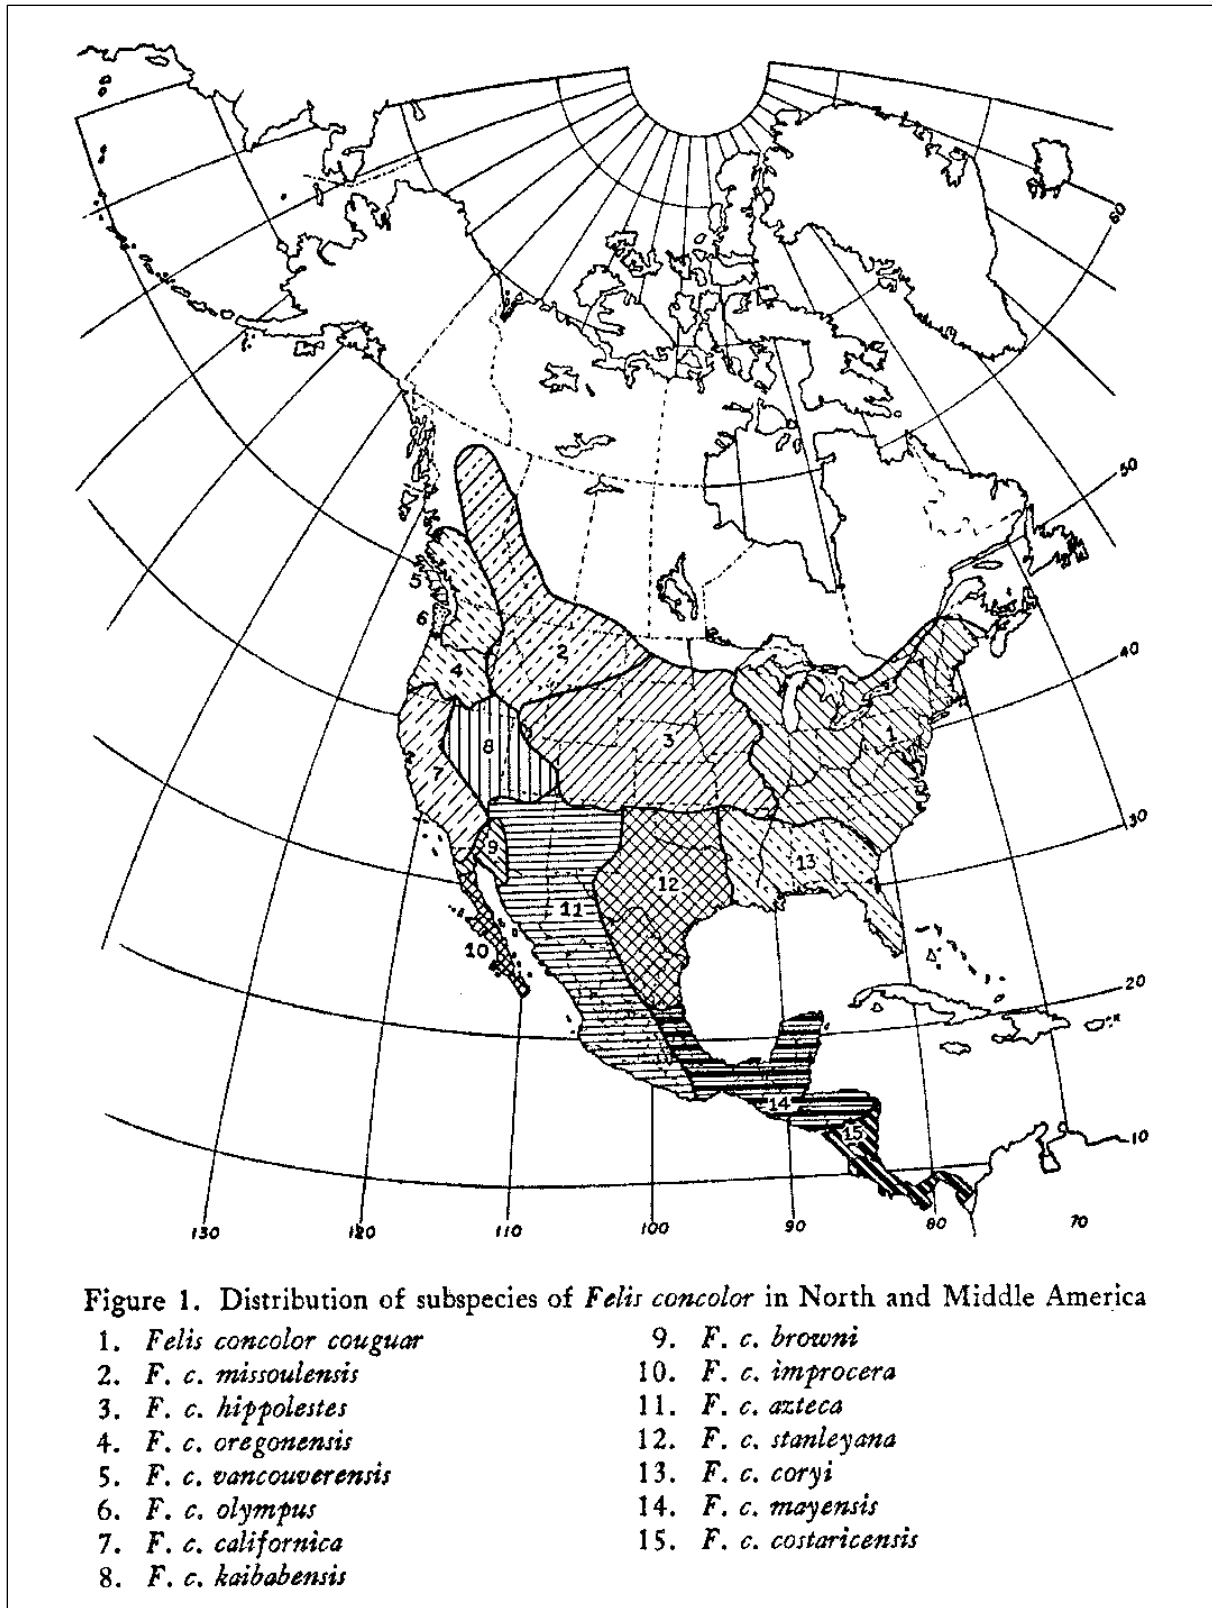 60
50
5
6
2
4
40
3
1
8
7
30
9
13
12
11
10
20
14
15
10
130
120
110
100
90
80
70
Figure 1. Distribution of subspecies of Felis concolor in North and Middle America
1. Felis concolor couguar
2. F. c. missoulensis
3. F. c. hippolestes
4. F. c. oregonensis
5. F. c. vancouverensis
6. F. c. olympus
7. F. c. californica
8. F. c. kaibabensis
9. F. c. browni
10. F. c. improcera
11. F. c. azteca
12. F. c. stanleyana
13. F. c. coryi
14. F. c. mayensis
15. F. c. costaricensis